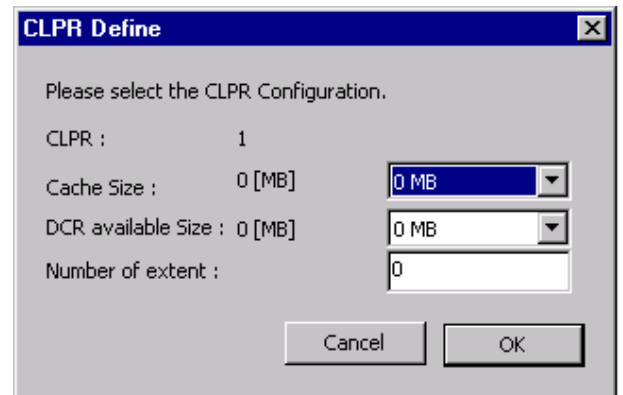 CLPR Define
Please select the CLPR Configuration.
CLPR : 1
Cache Size : 0 [MB] 0 MB
DCR available Size : 0 [MB] 0 MB
Number of extent : 0
Cancel OK